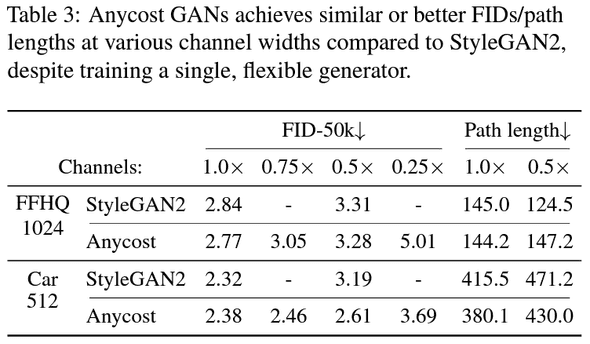 Table 3: Anycost GANs achieves similar or better FIDs/path
lengths at various channel widths compared to StyleGAN2,
despite training a single, flexible generator.
FID-50k↓ Path length↓
Channels: 1.0× 0.75× 0.5× 0.25× 1.0× 0.5×
FFHQ 1024 StyleGAN2 2.84 - 3.31 - 145.0 124.5
Anycost 2.77 3.05 3.28 5.01 144.2 147.2
Car 512 StyleGAN2 2.32 - 3.19 - 415.5 471.2
Anycost 2.38 2.46 2.61 3.69 380.1 430.0